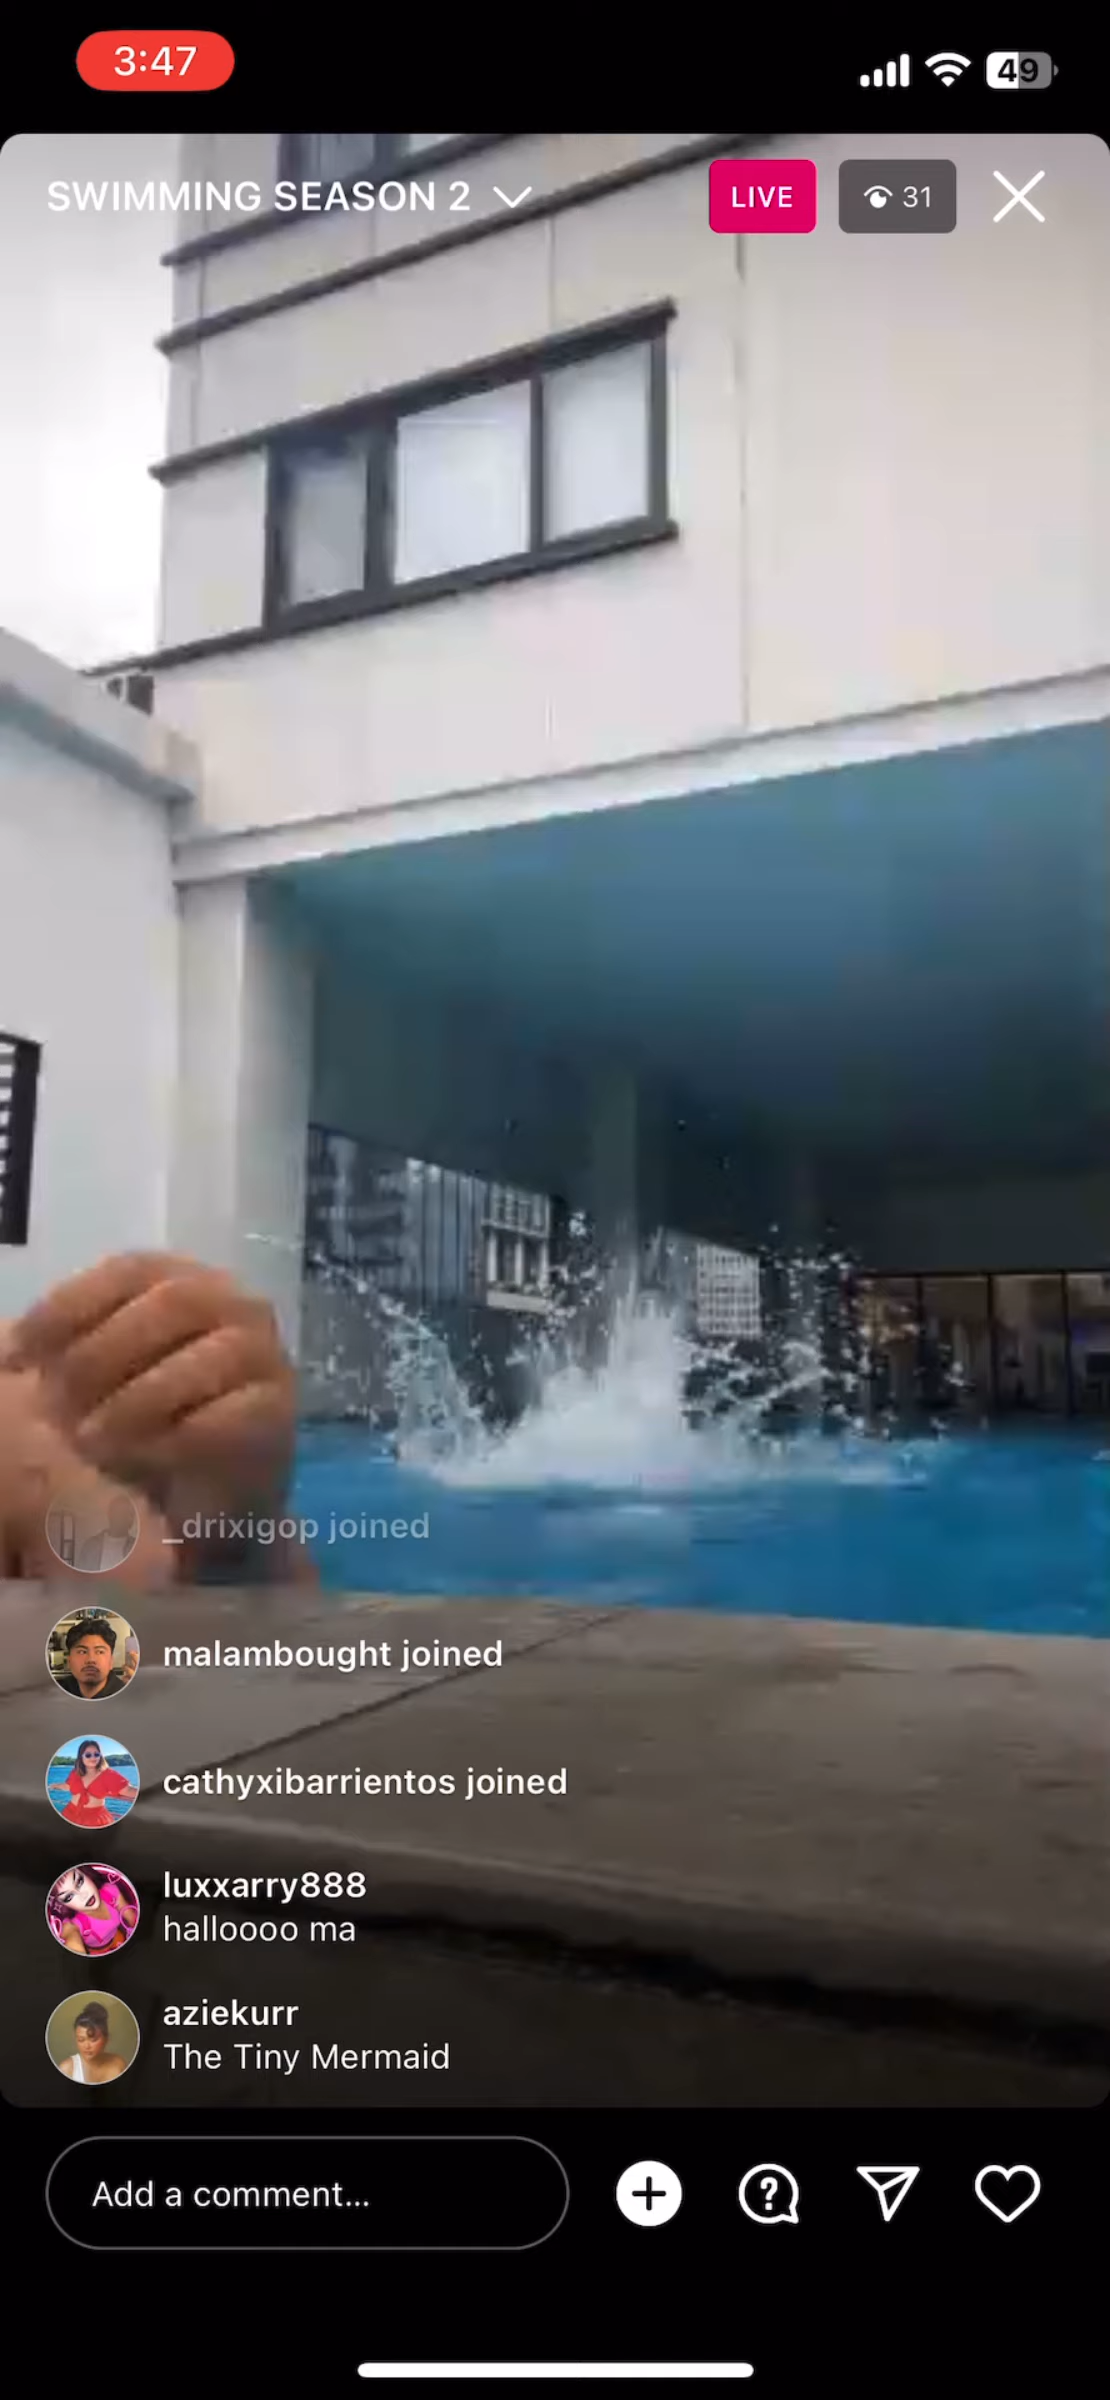 3:47
49
SWIMMING SEASON 2
LIVE
31
_drixigop joined
malambought joined
cathyxibarrientos joined
luxxarry888
halloooo ma
aziekurr
The Tiny Mermaid
Add a comment...